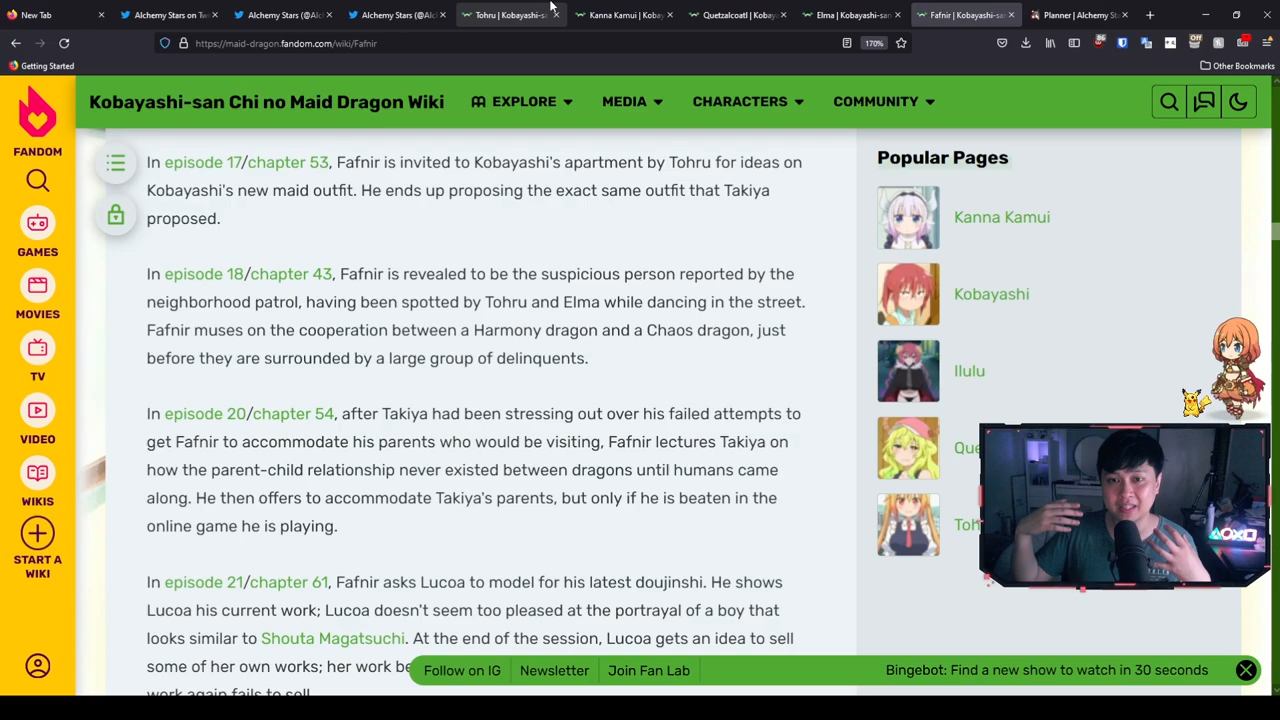 New Tab
Alchemy Stars on Tw
Alchemy Stars (@Al
Alchemy Stars (@Al
Tohru | Kobayashi-sa
Kanna Kamui | Kobay
Quetzalcoatl | Kobaya
Elma | Kobayashi-san
Fafnir | Kobayashi-sa
Planner | Alchemy St
https://maid-dragon.fandom.com/wiki/Fafnir
170%
86
Off
Getting Started
Other Bookmarks
FANDOM
GAMES
MOVIES
TV
VIDEO
WIKIS
START A
WIKI
Kobayashi-san Chi no Maid Dragon Wiki
EXPLORE
MEDIA
CHARACTERS
COMMUNITY
In episode 17/chapter 53, Fafnir is invited to Kobayashi's apartment by Tohru for ideas on
Kobayashi's new maid outfit. He ends up proposing the exact same outfit that Takiya
proposed.
In episode 18/chapter 43, Fafnir is revealed to be the suspicious person reported by the
neighborhood patrol, having been spotted by Tohru and Elma while dancing in the street.
Fafnir muses on the cooperation between a Harmony dragon and a Chaos dragon, just
before they are surrounded by a large group of delinquents.
In episode 20/chapter 54, after Takiya had been stressing out over his failed attempts to
get Fafnir to accommodate his parents who would be visiting, Fafnir lectures Takiya on
how the parent-child relationship never existed between dragons until humans came
along. He then offers to accommodate Takiya's parents, but only if he is beaten in the
online game he is playing.
In episode 21/chapter 61, Fafnir asks Lucoa to model for his latest doujinshi. He shows
Lucoa his current work; Lucoa doesn't seem too pleased at the portrayal of a boy that
looks similar to Shouta Magatsuchi. At the end of the session, Lucoa gets an idea to sell
some of her own works; her work be
work again fails to sell.
Popular Pages
Kanna Kamui
Kobayashi
Ilulu
Que
Toh
Follow on IG
Newsletter
Join Fan Lab
Bingebot: Find a new show to watch in 30 seconds